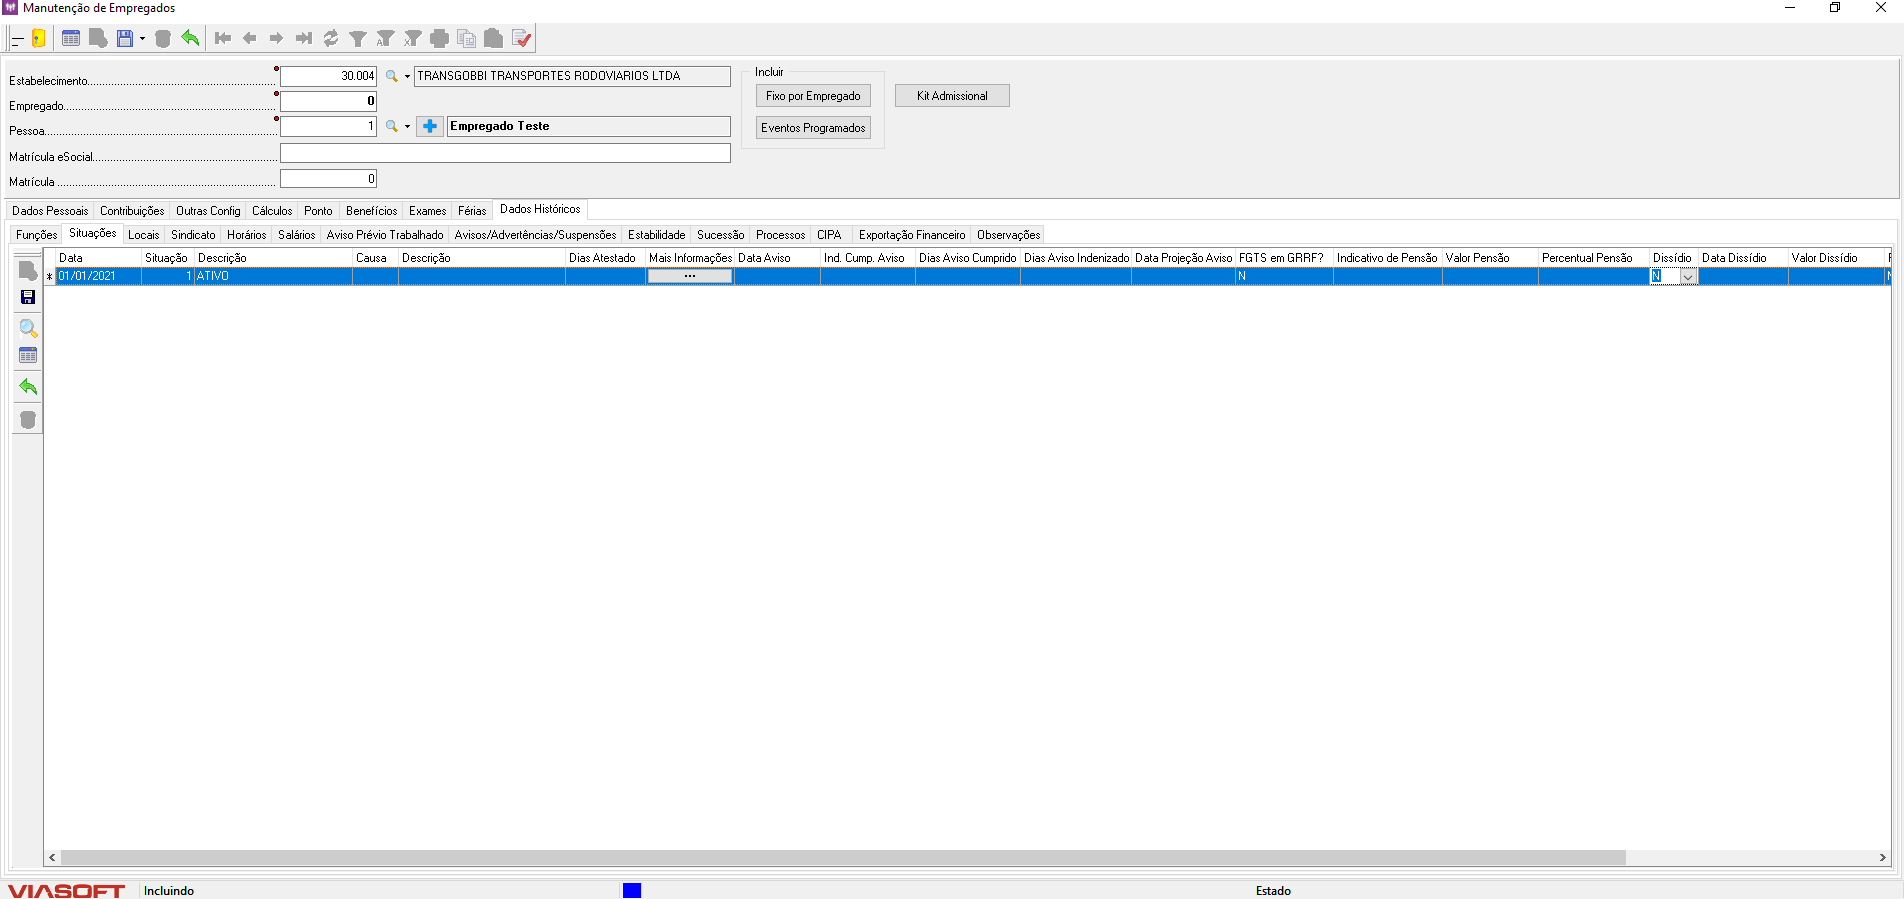 Manutenção de Empregados
Estabelecimento 30.004 TRANSGOBBI TRANSPORTES RODOVIARIOS LTDA
Empregado 0
Pessoa 1 Empregado Teste
Matrícula eSocial
Matrícula 0
Incluir
Fixo por Empregado
Eventos Programados
Kit Admissional
Dados Pessoais Contribuições Outras Config Cálculos Ponto Benefícios Exames Férias Dados Históricos
Funções Situações Locais Sindicato Horários Salários Aviso Prévio Trabalhado Avisos/Advertências/Suspensões Estabilidade Sucessão Processos CIPA Exportação Financeiro Observações
Data Situação Descrição Causa Descrição Dias Atestado Mais Informações Data Aviso Ind. Cump. Aviso Dias Aviso Cumprido Dias Aviso Indenizado Data Projeção Aviso FGTS em GRRF? Indicativo de Pensão Valor Pensão Percentual Pensão Dissídio Data Dissídio Valor Dissídio
01/01/2021 1 ATIVO ... N N
VIASOFT Incluindo Estado